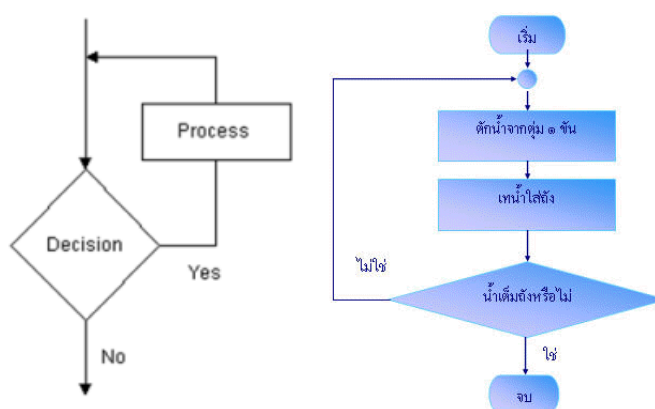 Process
Decision
Yes
No
เริ่ม
ตักน้ำจากตุ่ม ๑ ขัน
เทน้ำใส่ถัง
ไม่ใช่
น้ำเต็มถังหรือไม่
ใช่
จบ